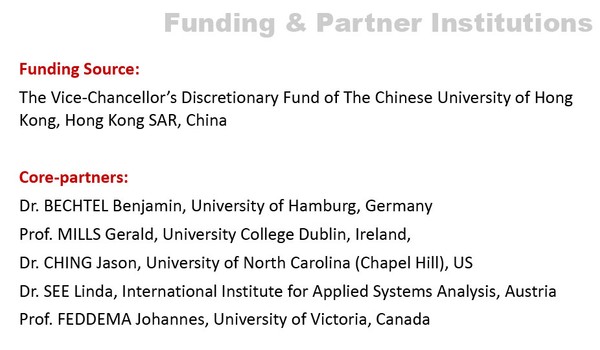 Funding & Partner Institutions
Funding Source:
The Vice-Chancellor’s Discretionary Fund of The Chinese University of Hong
Kong, Hong Kong SAR, China
Core-partners:
Dr. BECHTEL Benjamin, University of Hamburg, Germany
Prof. MILLS Gerald, University College Dublin, Ireland,
Dr. CHING Jason, University of North Carolina (Chapel Hill), US
Dr. SEE Linda, International Institute for Applied Systems Analysis, Austria
Prof. FEDDEMA Johannes, University of Victoria, Canada